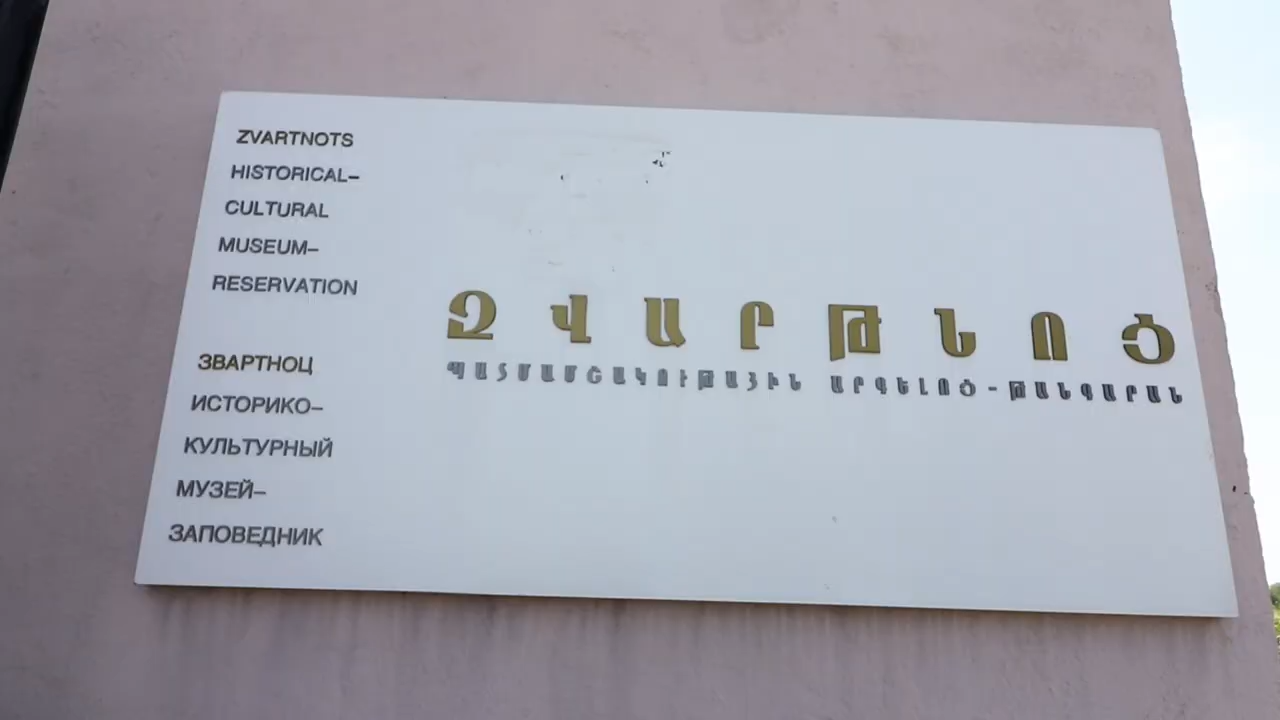 ZVARTNOTS
HISTORICAL–
CULTURAL
MUSEUM–
RESERVATION
ЗВАРТНОЦ
ИСТОРИКО–
КУЛЬТУРНЫЙ
МУЗЕЙ–
ЗАПОВЕДНИК
ԶՎԱՐԹՆՈՑ
ՊԱՏՄԱՄՇԱԿՈՒԹԱՅԻՆ ԱՐԳԵԼՈՑ-ԹԱՆԳԱՐԱՆ